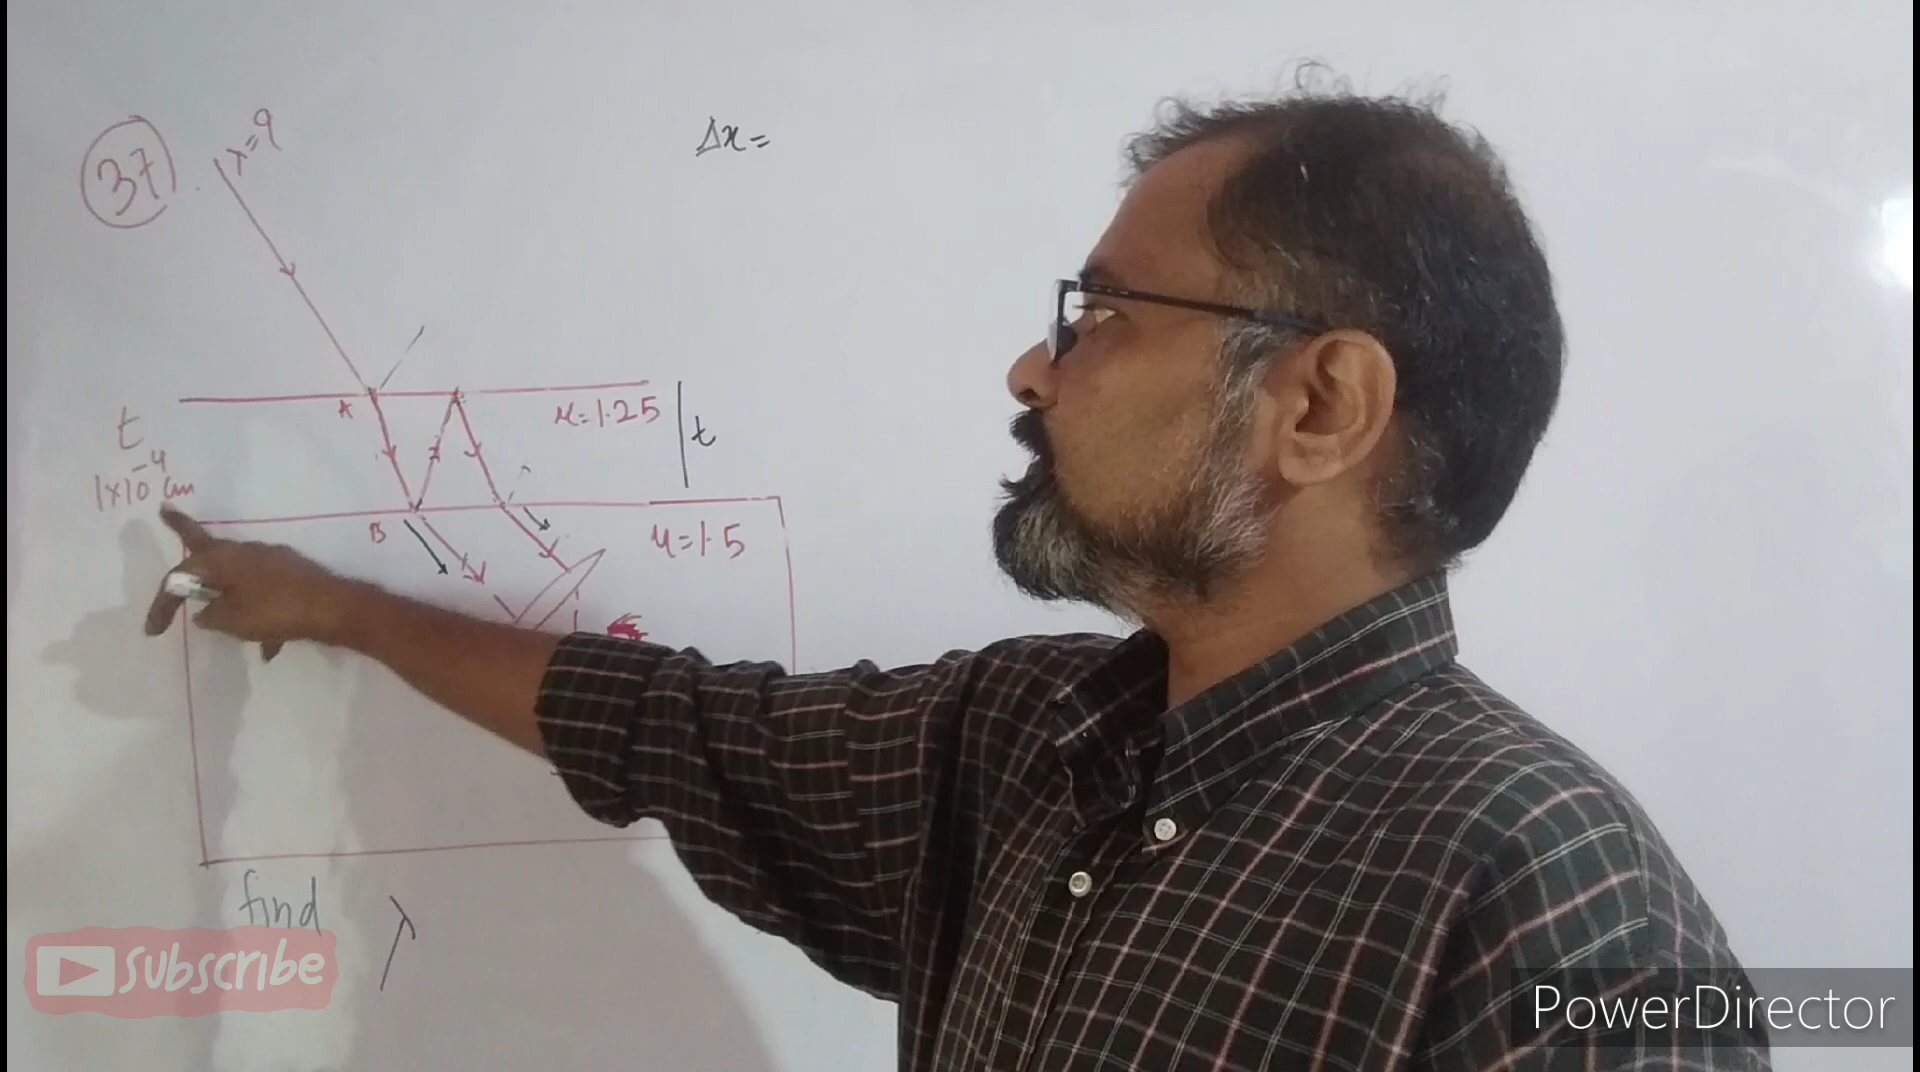 37
λ=?
Δx=
A
μ=1.25
t
t
1×10⁻⁴ cm
B
μ=1.5
find λ
Subscribe
PowerDirector